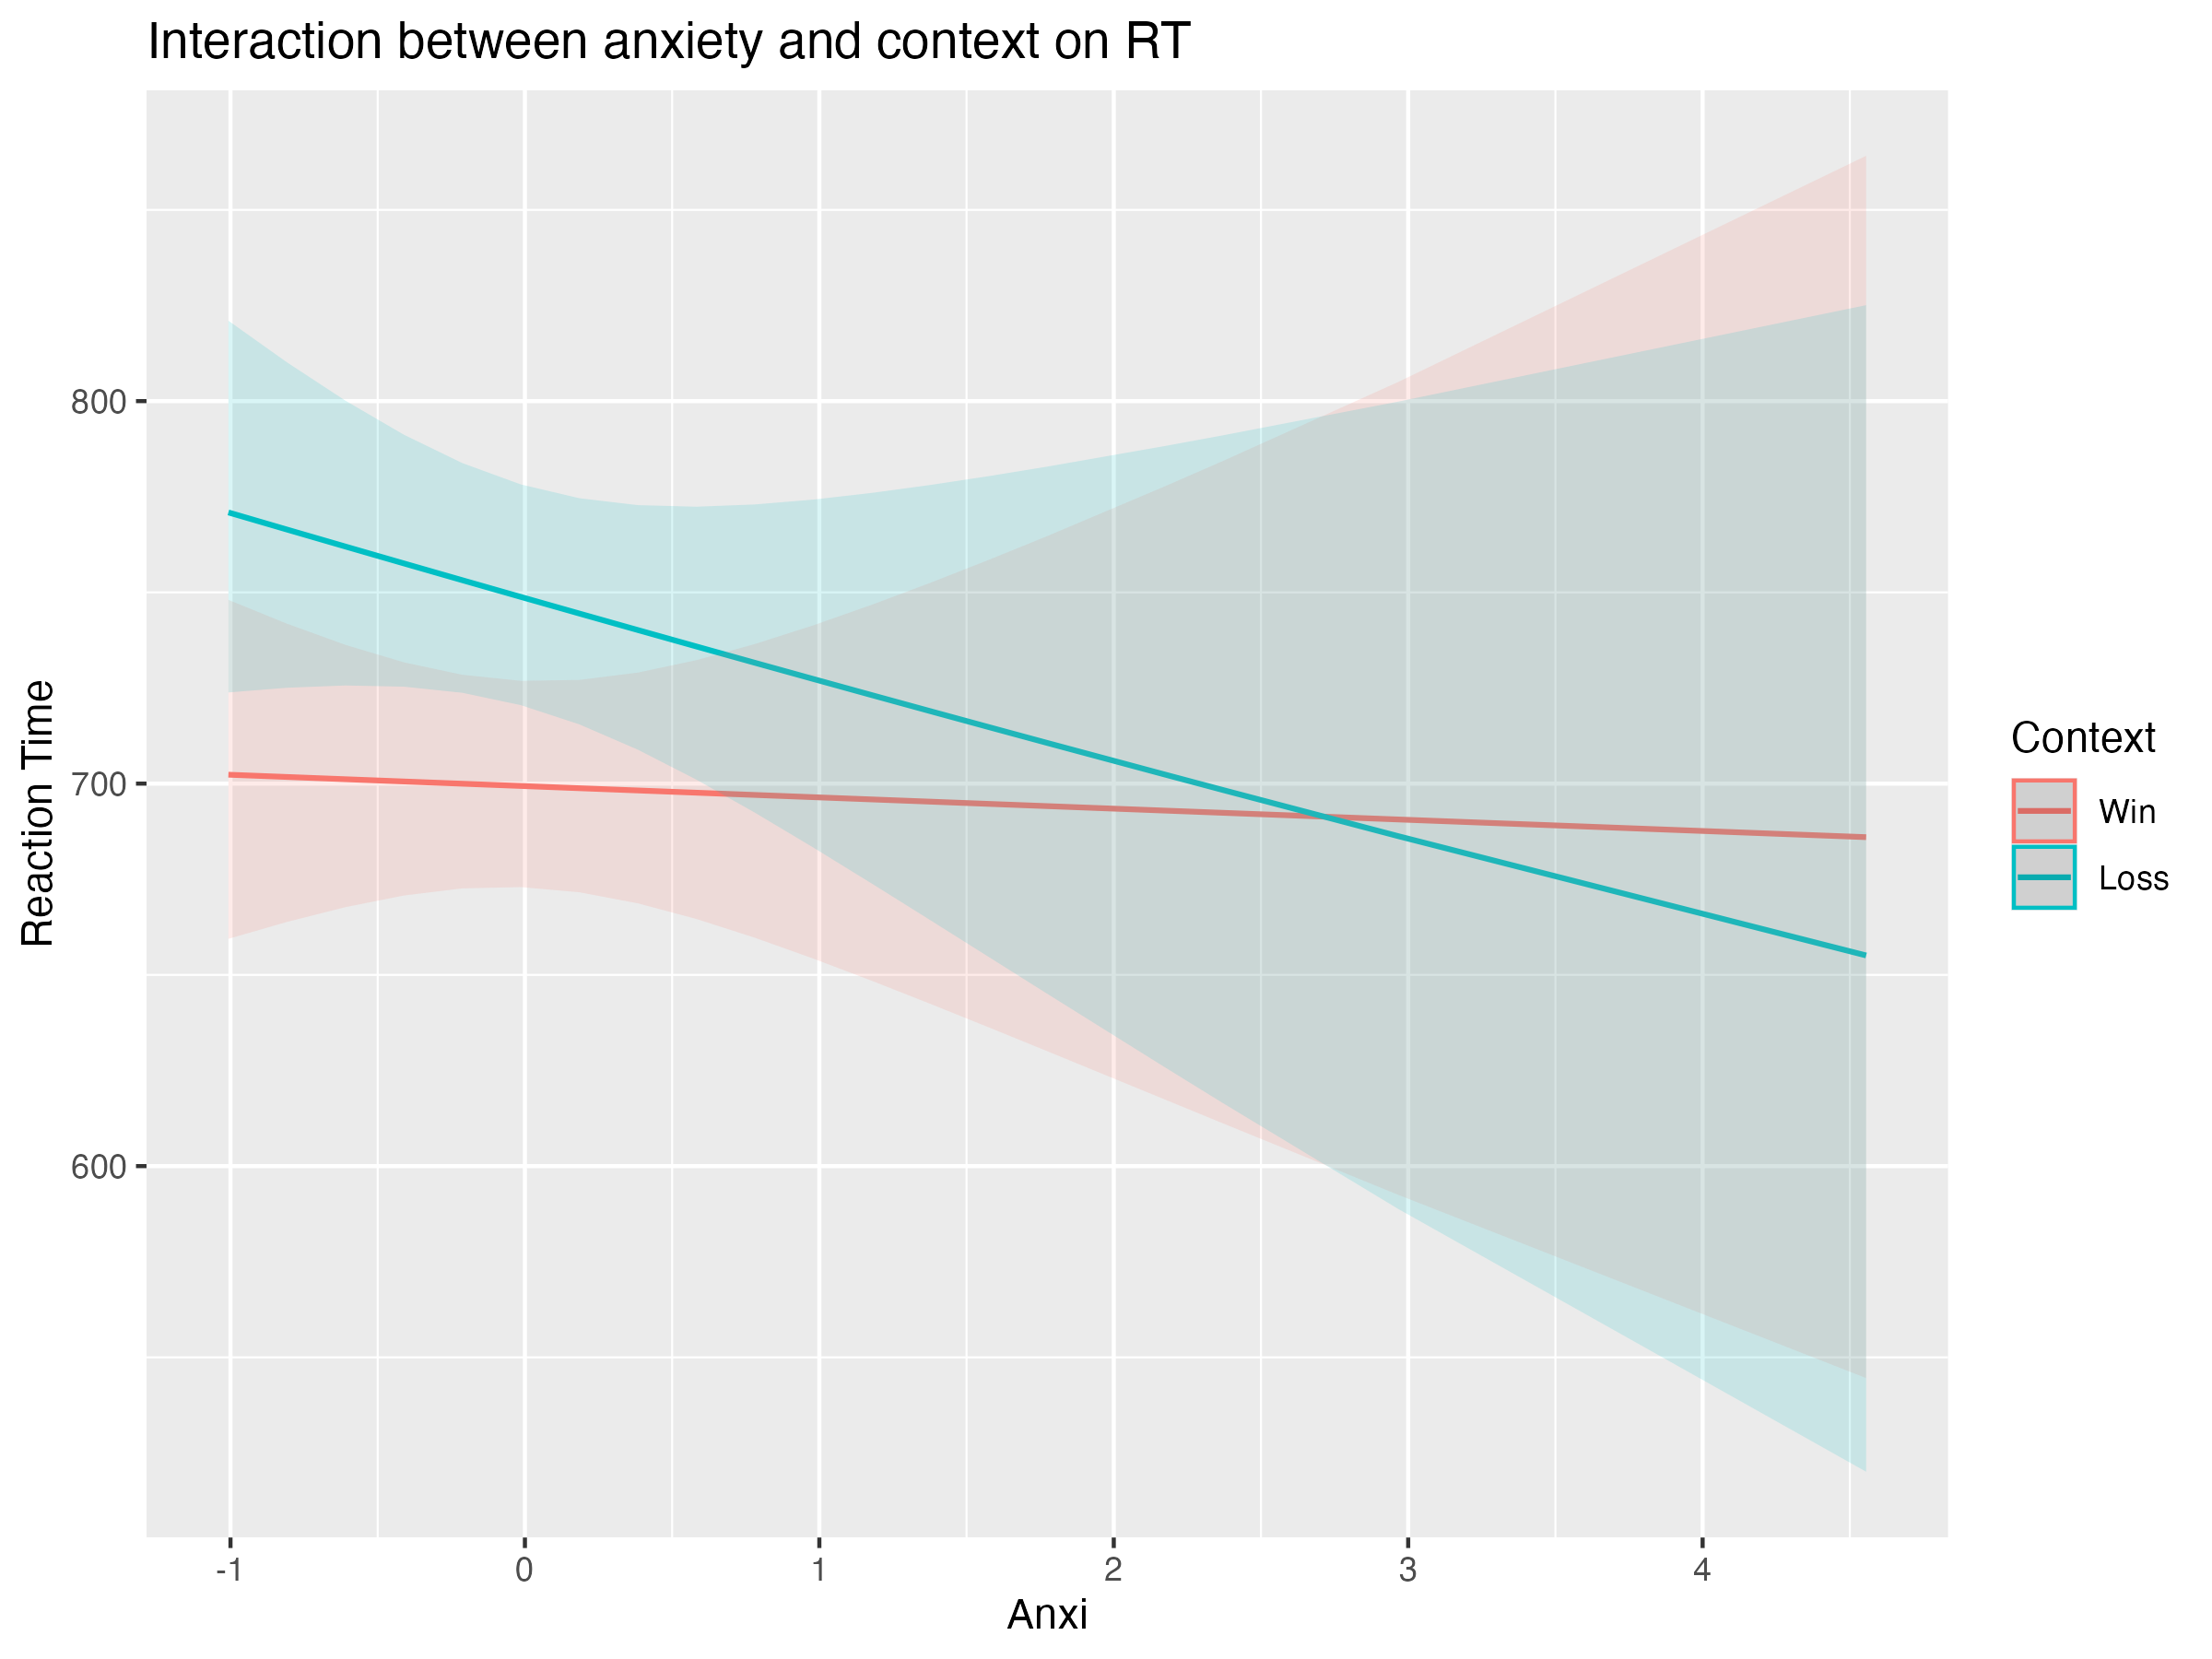 Interaction between anxiety and context on RT
Reaction Time
800
700
600
-1
0
1
2
3
4
Anxi
Context
Win
Loss